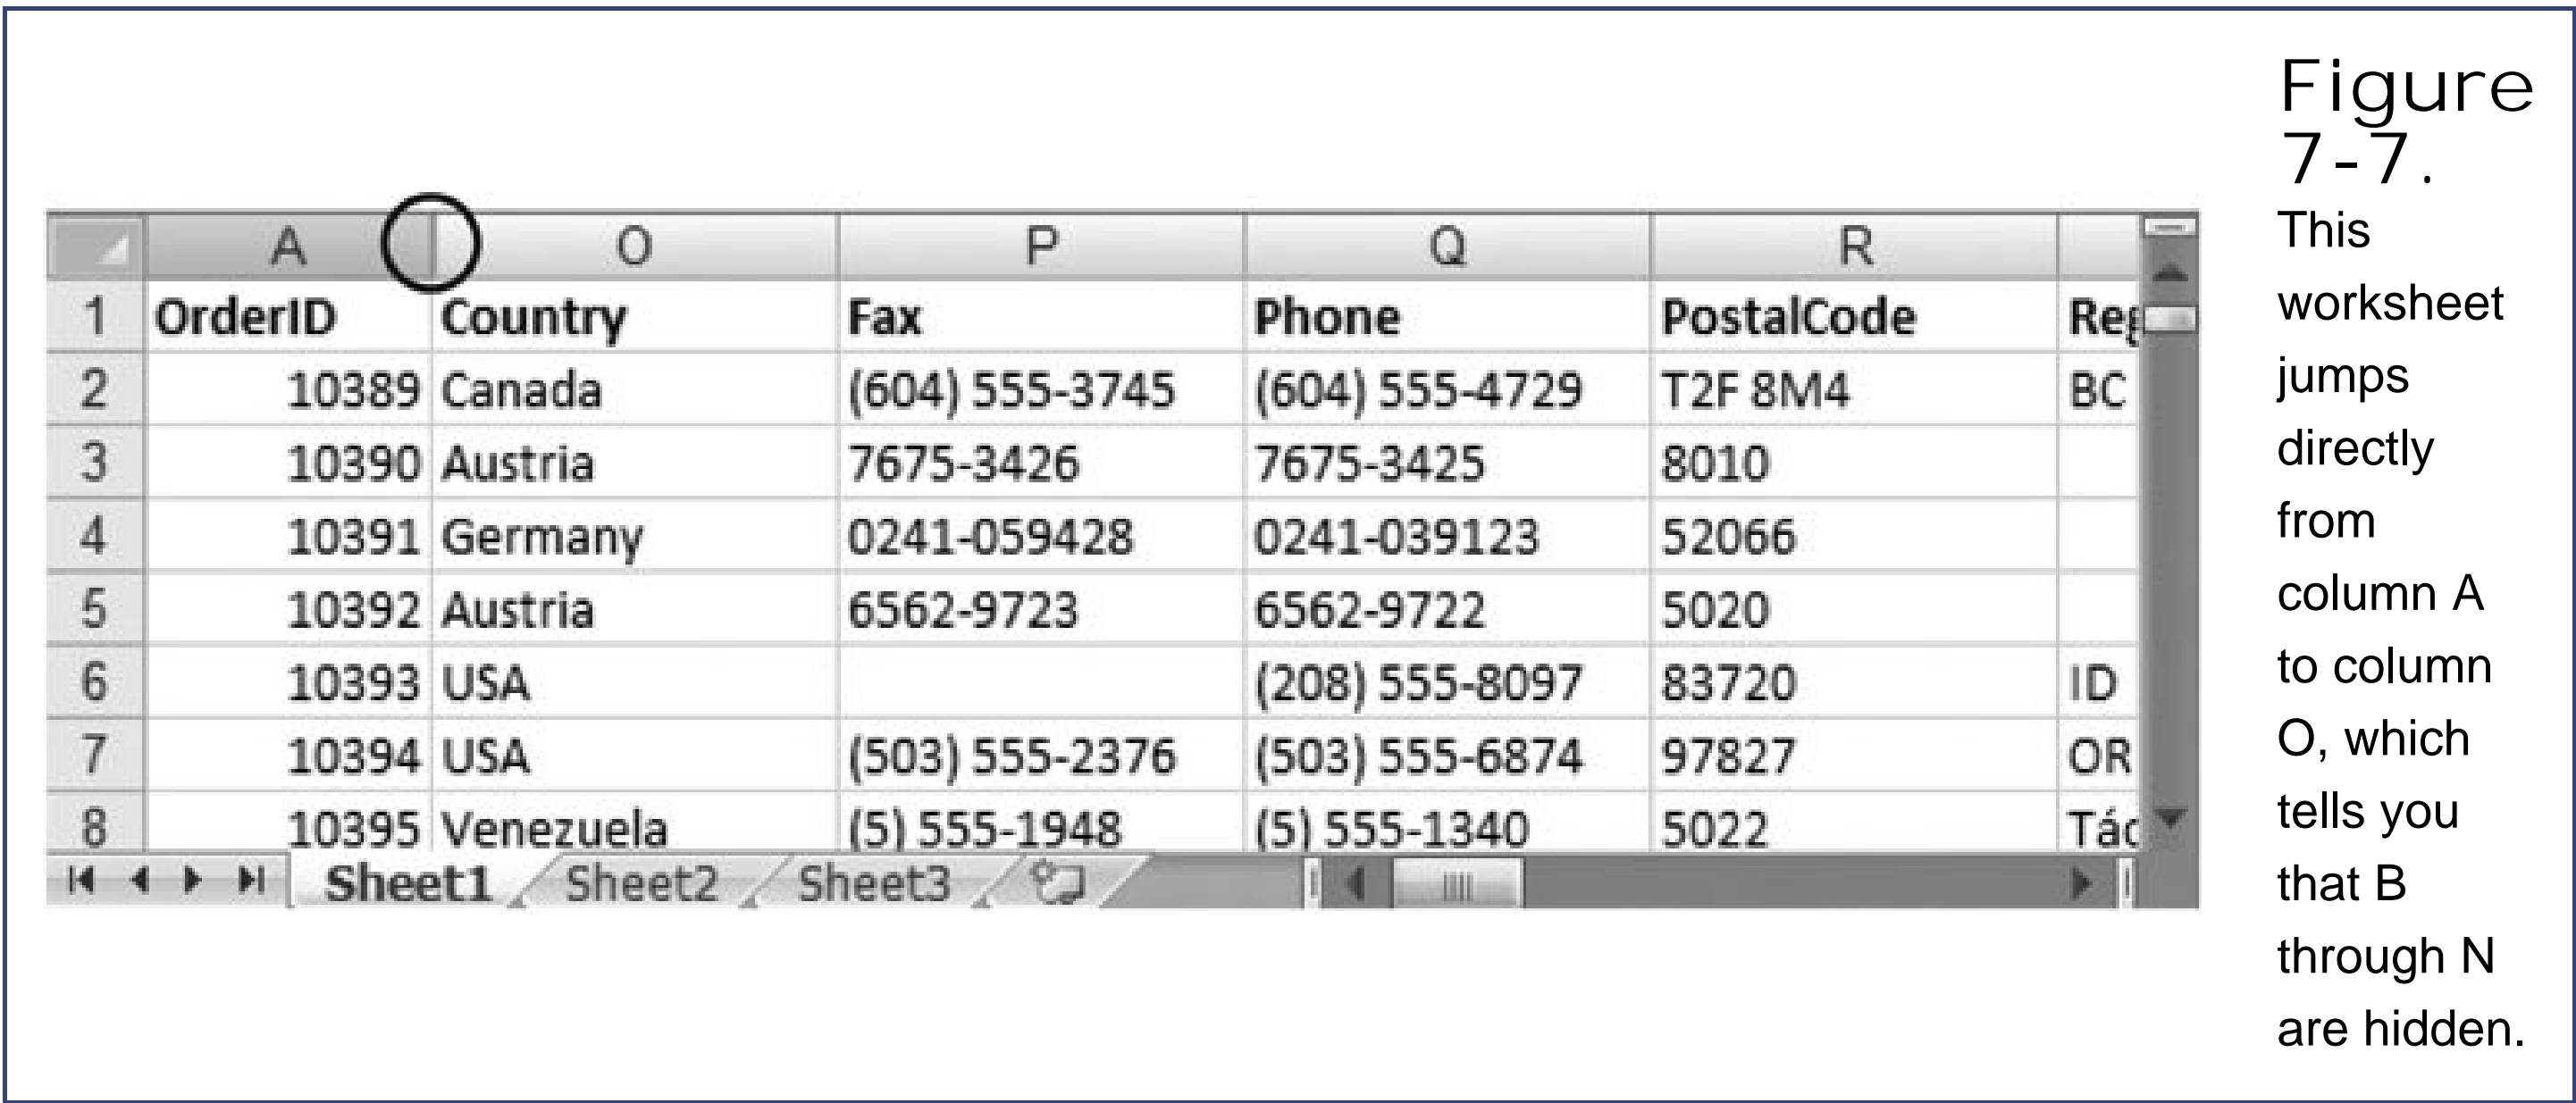 A O P Q R
1 OrderID Country Fax Phone PostalCode Reg
2 10389 Canada (604) 555-3745 (604) 555-4729 T2F 8M4 BC
3 10390 Austria 7675-3426 7675-3425 8010
4 10391 Germany 0241-059428 0241-039123 52066
5 10392 Austria 6562-9723 6562-9722 5020
6 10393 USA (208) 555-8097 83720 ID
7 10394 USA (503) 555-2376 (503) 555-6874 97827 OR
8 10395 Venezuela (5) 555-1948 (5) 555-1340 5022 Tác
Sheet1 Sheet2 Sheet3
Figure
7-7.
This
worksheet
jumps
directly
from
column A
to column
O, which
tells you
that B
through N
are hidden.